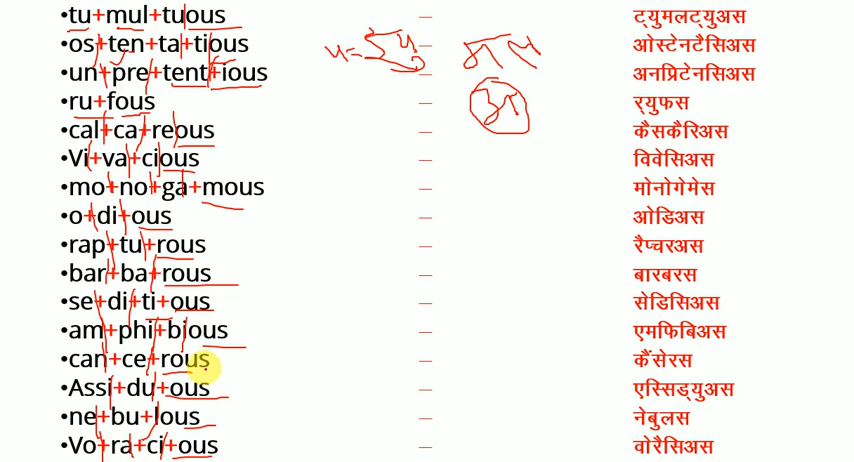 •tu+mul+tuous – ट्युमलट्युअस
•os+ten+ta+tious – ओस्टेनटैसिअस
•un+pre+tent+ious – अनप्रिटेनसिअस
•ru+fous – र्‍युफस
•cal+ca+reous – कैसकैरिअस
•Vi+va+cious – विवेसिअस
•mo+no+ga+mous – मोनोगेमेस
•o+di+ous – ओडिअस
•rap+tu+rous – रैप्चरअस
•bar+ba+rous – बारबरस
•se+di+ti+ous – सेडिसिअस
•am+phi+bious – एमफिबिअस
•can+ce+rous – कैंसेरस
•Assi+du+ous – एस्सिड्युअस
•ne+bu+lous – नेबुलस
•Vo+ra+ci+ous – वोरैसिअस